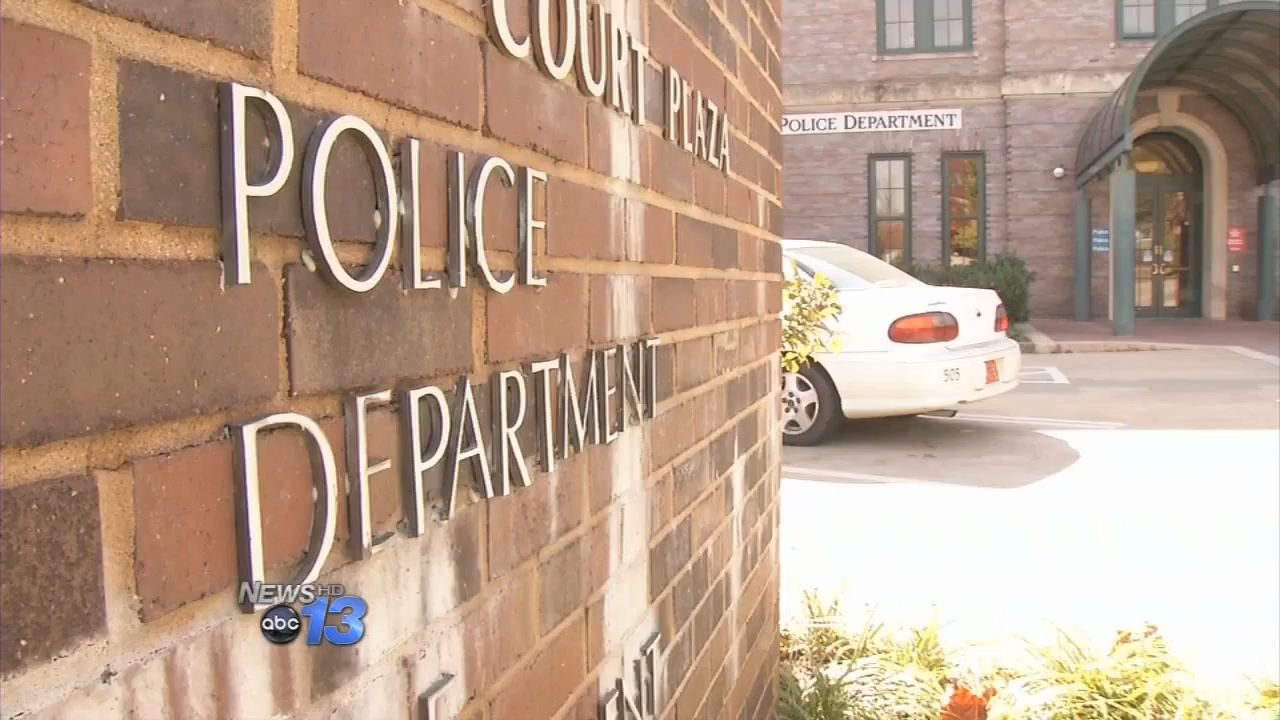 Court Plaza
Police
Department
Police Department
505
News HD
abc 13